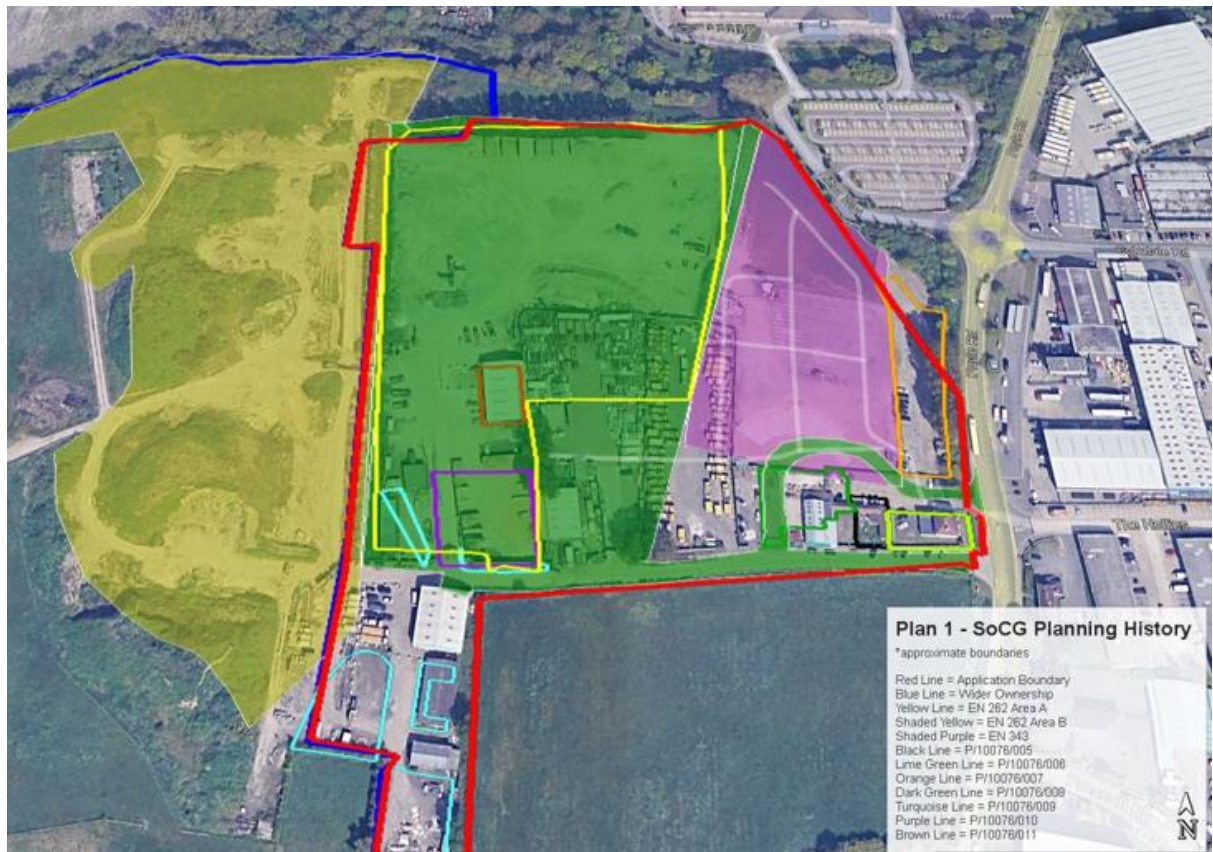 The Hollies
Plan 1 - SoCG Planning History
*approximate boundaries
Red Line = Application Boundary
Blue Line = Wider Ownership
Yellow Line = EN 262 Area A
Shaded Yellow = EN 262 Area B
Shaded Purple = EN 343
Black Line = P/10076/005
Lime Green Line = P/10076/006
Orange Line = P/10076/007
Dark Green Line = P/10076/008
Turquoise Line = P/10076/009
Purple Line = P/10076/010
Brown Line = P/10076/011
N